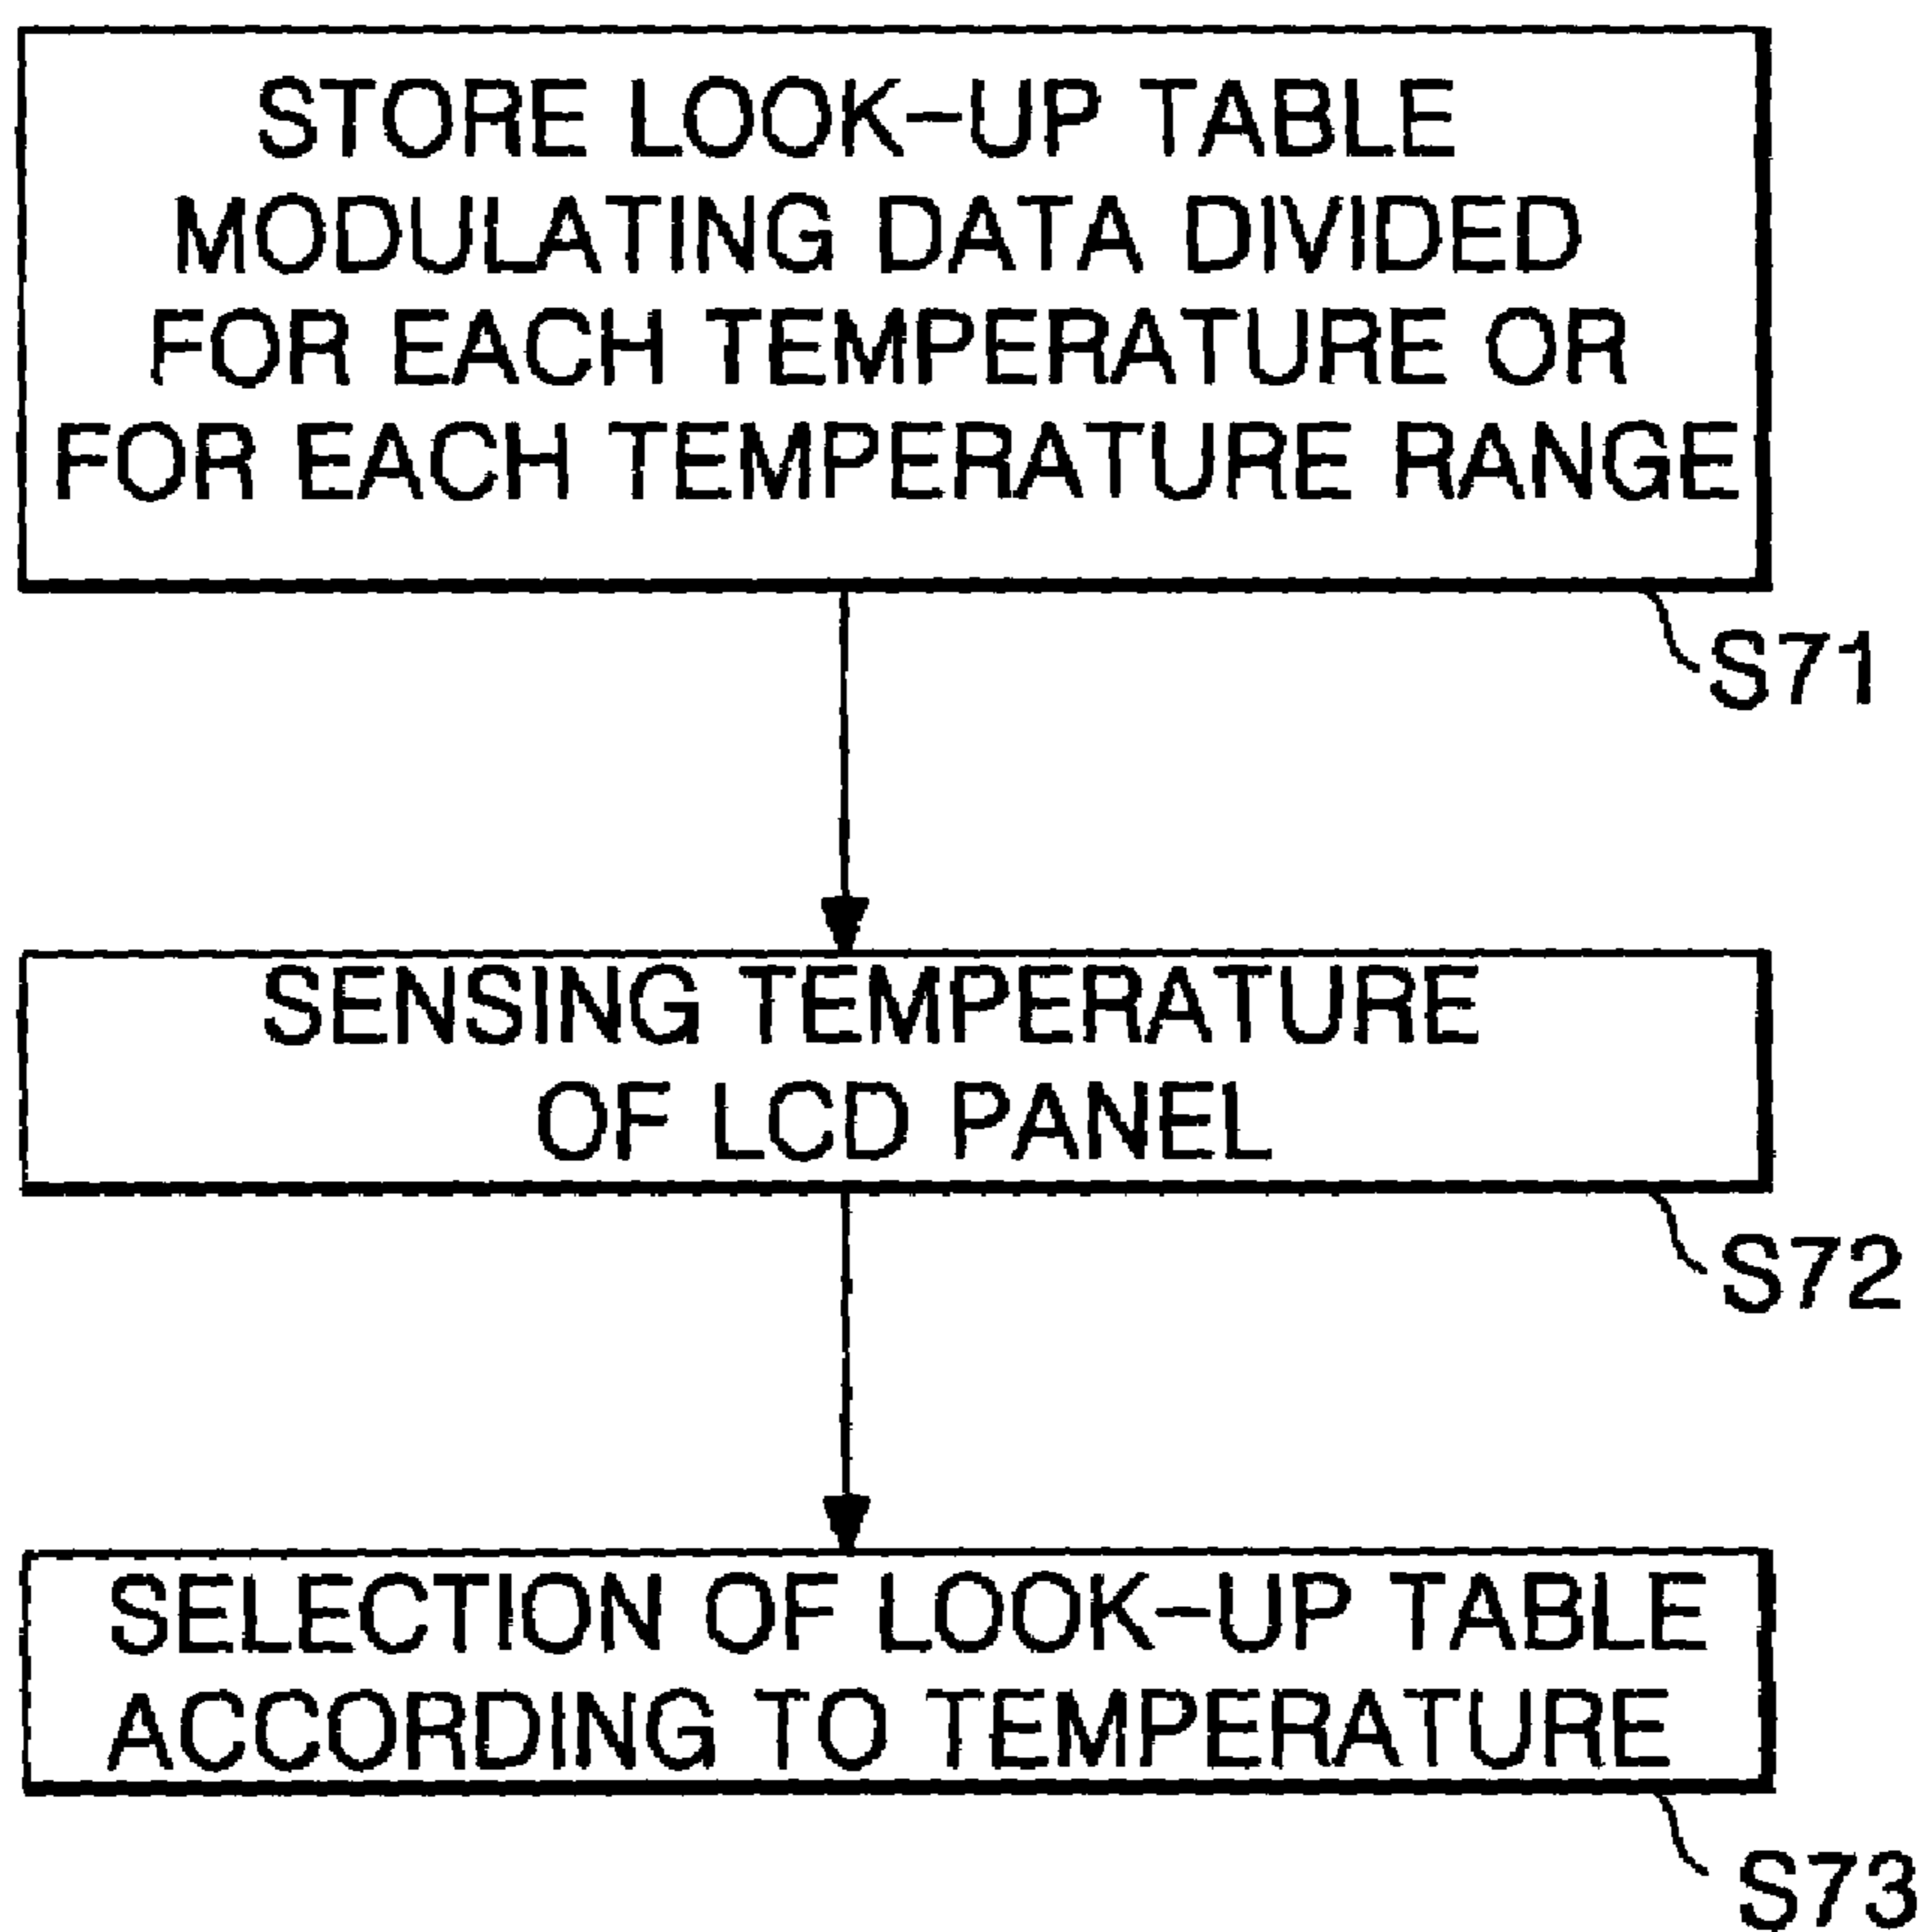 STORE LOOK-UP TABLE
MODULATING DATA DIVIDED
FOR EACH TEMPERATURE OR
FOR EACH TEMPERATURE RANGE
S71
SENSING TEMPERATURE
OF LCD PANEL
S72
SELECTION OF LOOK-UP TABLE
ACCORDING TO TEMPERATURE
S73